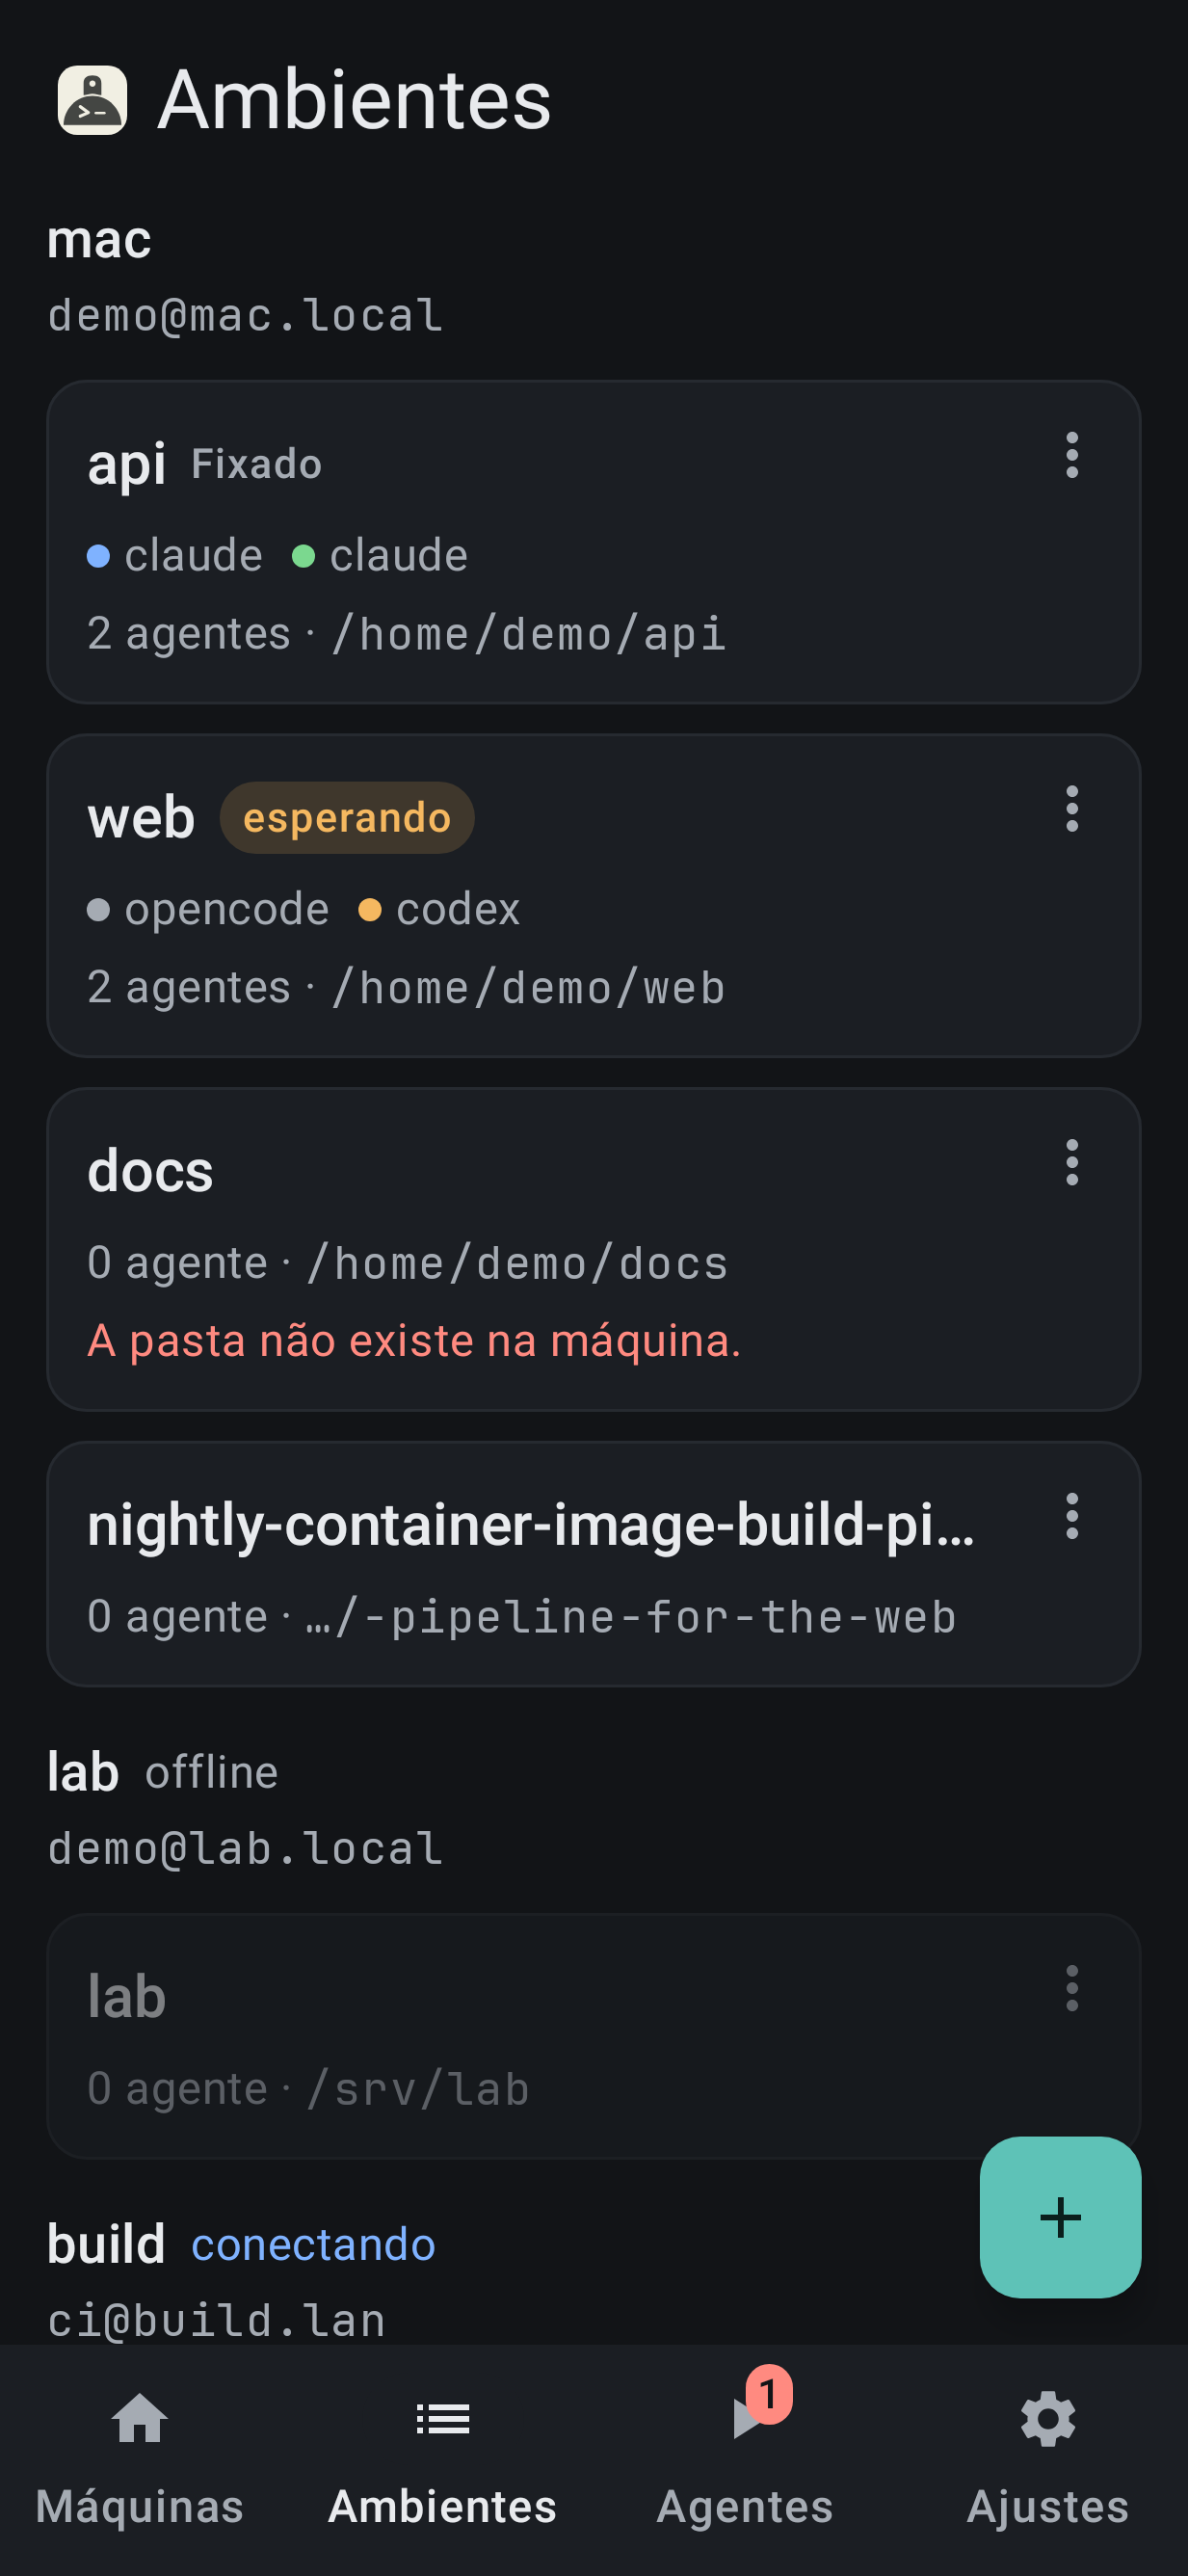 Ambientes
mac
demo@mac.local
api Fixado
claude claude
2 agentes · /home/demo/api
web esperando
opencode codex
2 agentes · /home/demo/web
docs
0 agente · /home/demo/docs
A pasta não existe na máquina.
nightly-container-image-build-pi…
0 agente · …/-pipeline-for-the-web
lab offline
demo@lab.local
lab
0 agente · /srv/lab
build conectando
ci@build.lan
1
Máquinas Ambientes Agentes Ajustes